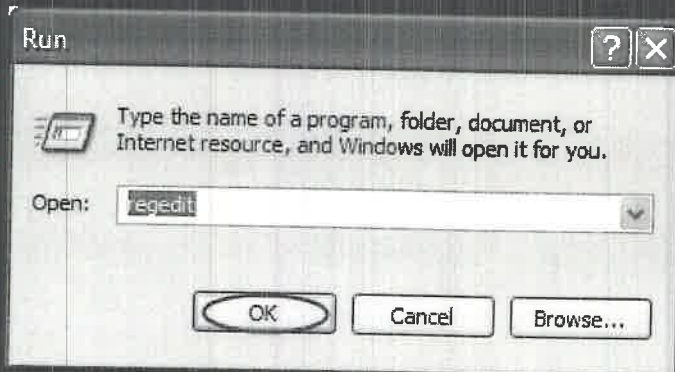 Run
?
Type the name of a program, folder, document, or
Internet resource, and Windows will open it for you.
Open:
regedit
OK
Cancel
Browse...